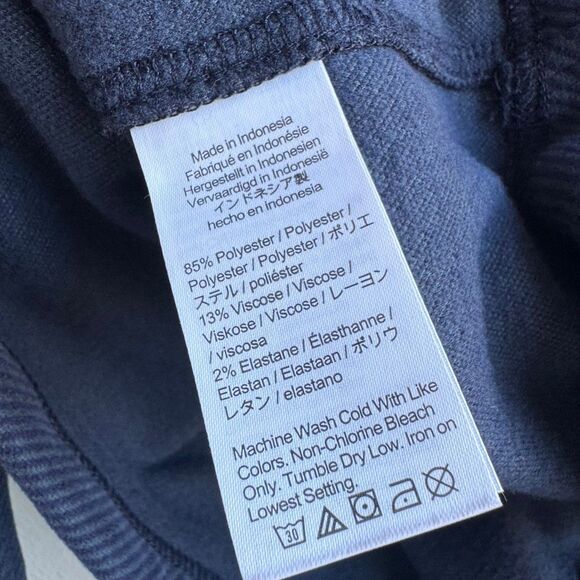 Made in Indonesia
Fabriqué en Indonésie
Hergestellt in Indonesien
Vervaardigd in Indonesië
インドネシア製
hecho en Indonesia
85% Polyester / Polyester /
Polyester / Polyester / ポリエ
ステル / poliéster
13% Viscose / Viscose /
Viskose / Viscose / レーヨン
/ viscosa
2% Elastane / Élasthanne /
Elastan / Elastaan / ポリウ
レタン / elastano
Machine Wash Cold With Like
Colors. Non-Chlorine Bleach
Only. Tumble Dry Low. Iron on
Lowest Setting.
30